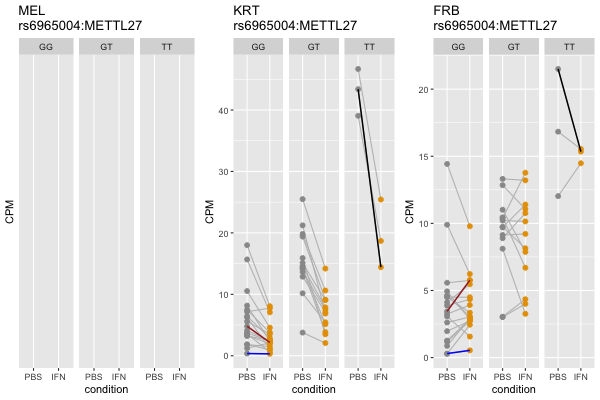 MEL
rs6965004:METTL27
GG GT TT
CPM
PBS IFN PBS IFN PBS IFN
condition
KRT
rs6965004:METTL27
GG GT TT
40
30
20
10
0
CPM
PBS IFN PBS IFN PBS IFN
condition
FRB
rs6965004:METTL27
GG GT TT
20
15
10
5
0
CPM
PBS IFN PBS IFN PBS IFN
condition